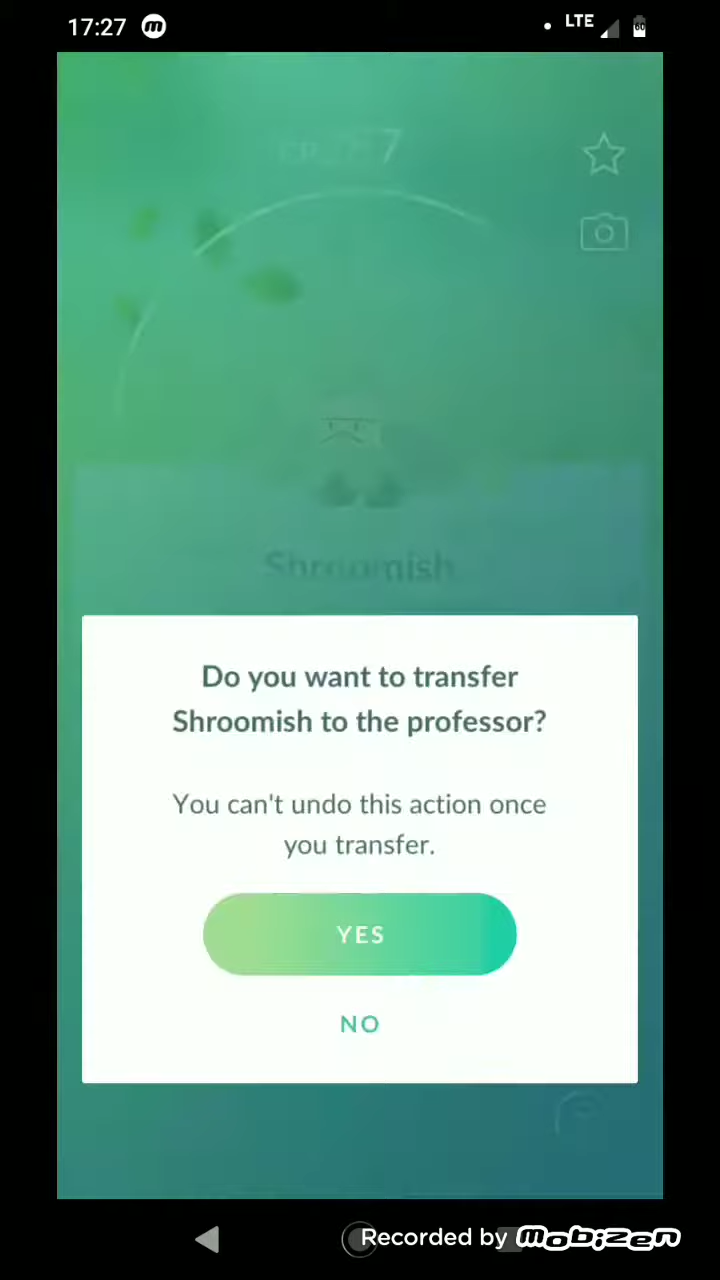 17:27
LTE
60
Shroomish
Do you want to transfer
Shroomish to the professor?
You can't undo this action once
you transfer.
YES
NO
Recorded by Mobizen